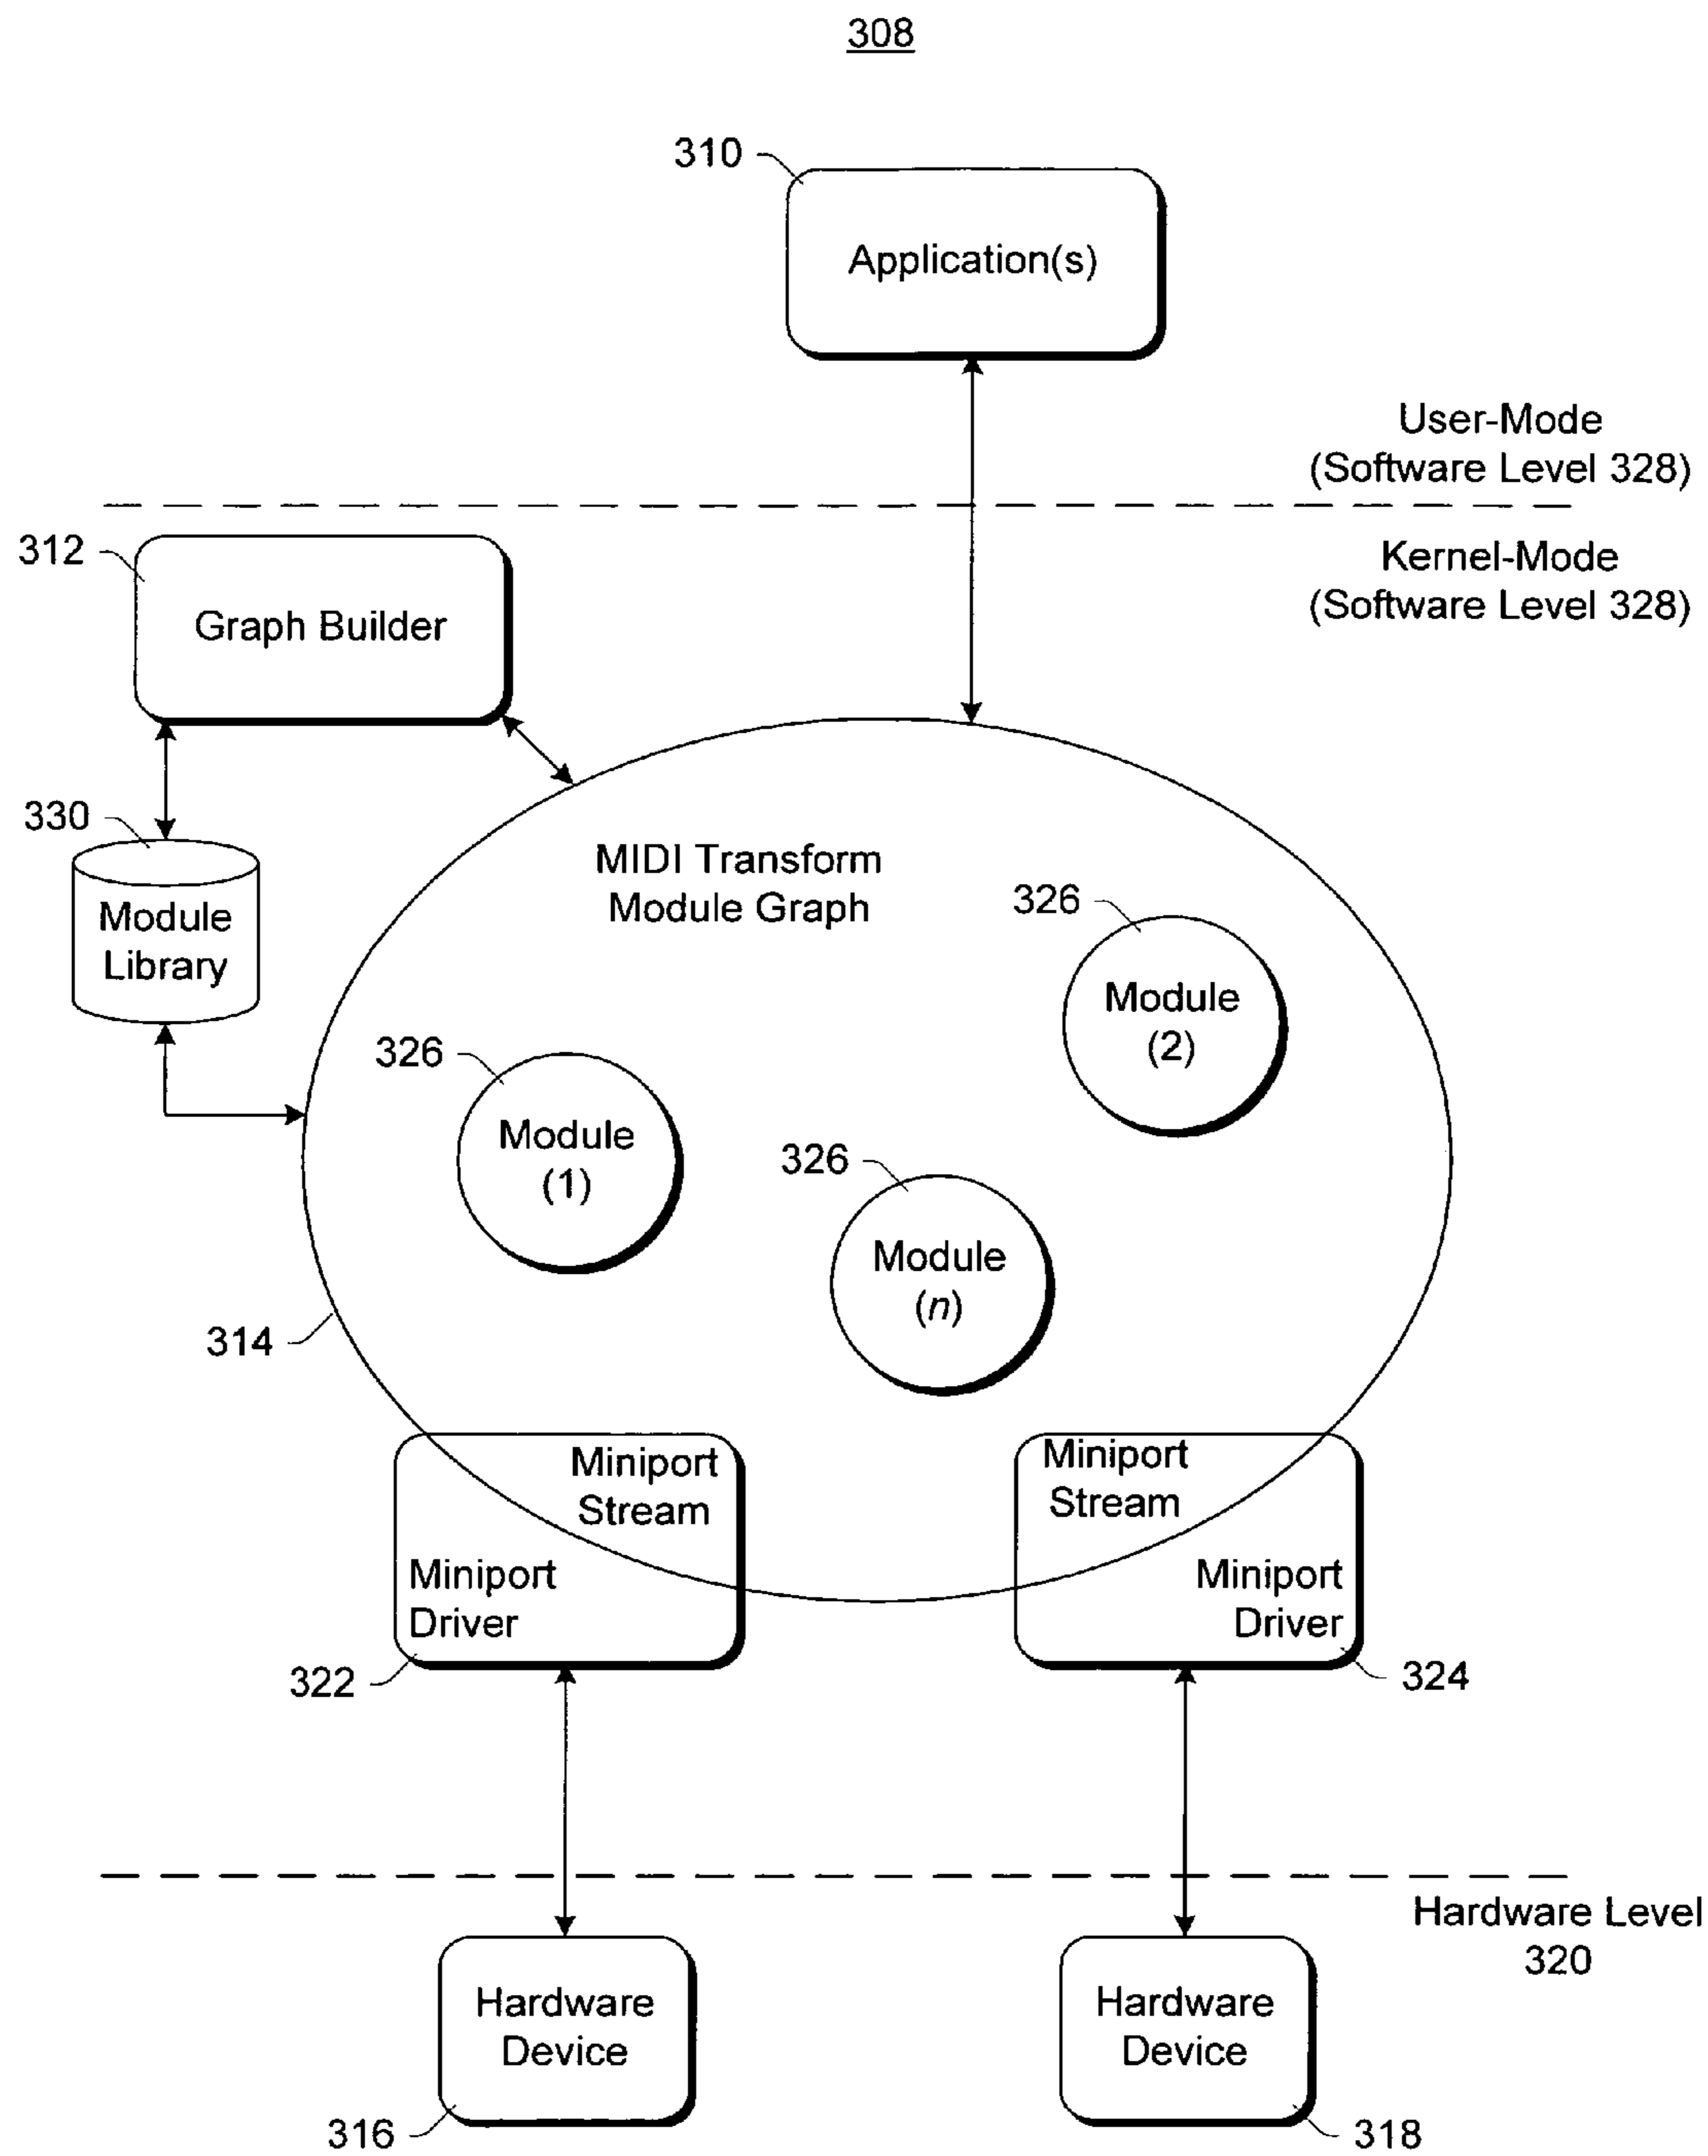 308
310
Application(s)
User-Mode
(Software Level 328)
312
Kernel-Mode
(Software Level 328)
Graph Builder
330
Module
Library
MIDI Transform
Module Graph
326
Module
(2)
326
Module
(1)
326
Module
(n)
314
Miniport
Stream
Miniport
Driver
322
Miniport
Stream
Miniport
Driver
324
Hardware Level
320
Hardware
Device
316
Hardware
Device
318